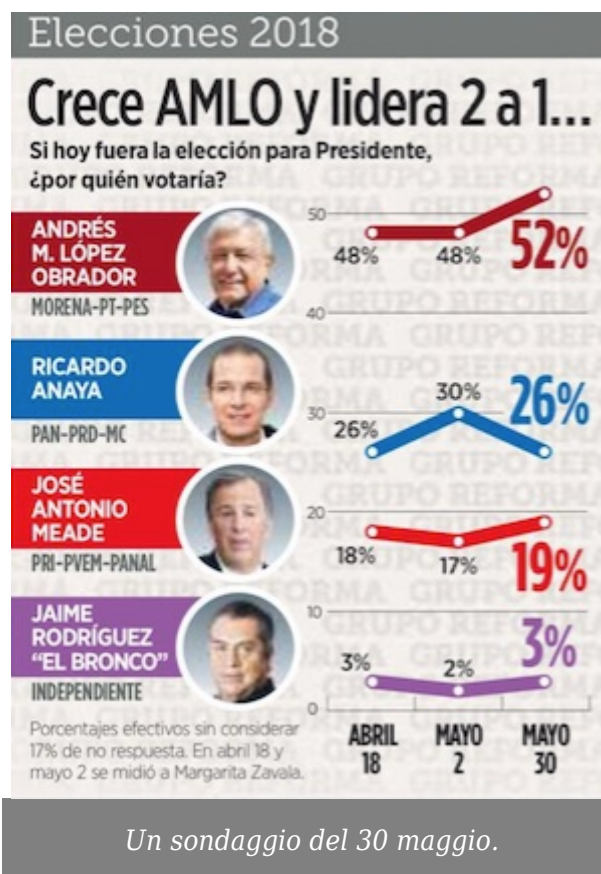 Elecciones 2018
Crece AMLO y lidera 2 a 1...
Si hoy fuera la elección para Presidente,
¿por quién votaría?
ANDRÉS
M. LÓPEZ
OBRADOR
MORENA-PT-PES
50
48%
48%
52%
40
RICARDO
ANAYA
PAN-PRD-MC
30
26%
30%
26%
JOSÉ
ANTONIO
MEADE
PRI-PVEM-PANAL
20
18%
17%
19%
JAIME
RODRÍGUEZ
"EL BRONCO"
INDEPENDIENTE
10
3%
2%
3%
0
Porcentajes efectivos sin considerar
17% de no respuesta. En abril 18 y
mayo 2 se midió a Margarita Zavala.
ABRIL
18
MAYO
2
MAYO
30
Un sondaggio del 30 maggio.